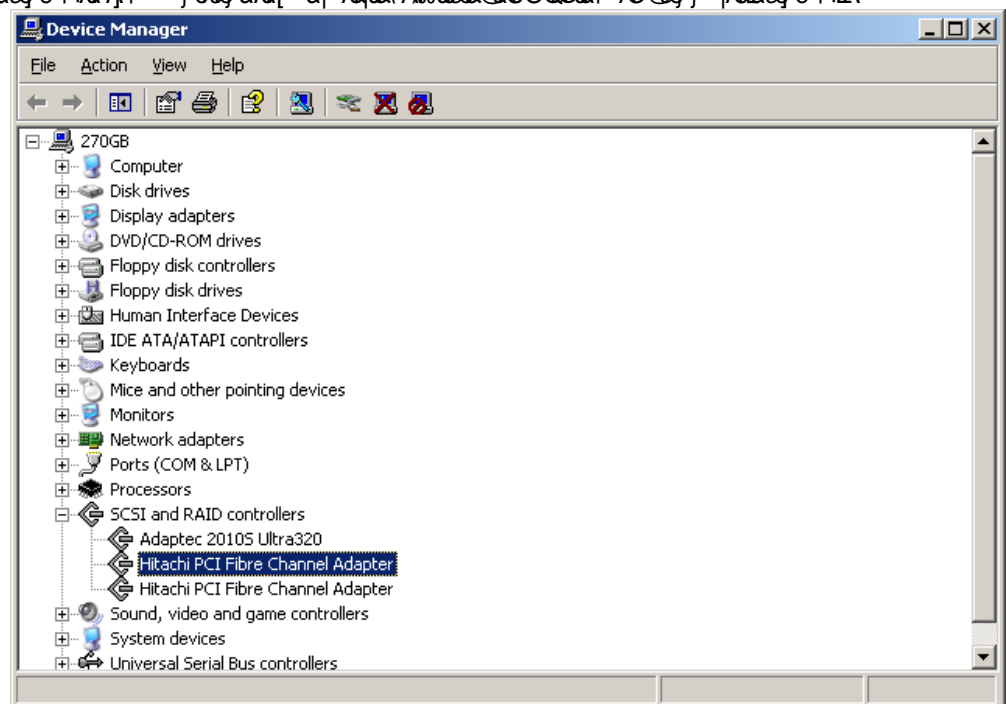 Device Manager
File Action View Help
270GB
Computer
Disk drives
Display adapters
DVD/CD-ROM drives
Floppy disk controllers
Floppy disk drives
Human Interface Devices
IDE ATA/ATAPI controllers
Keyboards
Mice and other pointing devices
Monitors
Network adapters
Ports (COM & LPT)
Processors
SCSI and RAID controllers
Adaptec 2010S Ultra320
Hitachi PCI Fibre Channel Adapter
Hitachi PCI Fibre Channel Adapter
Sound, video and game controllers
System devices
Universal Serial Bus controllers